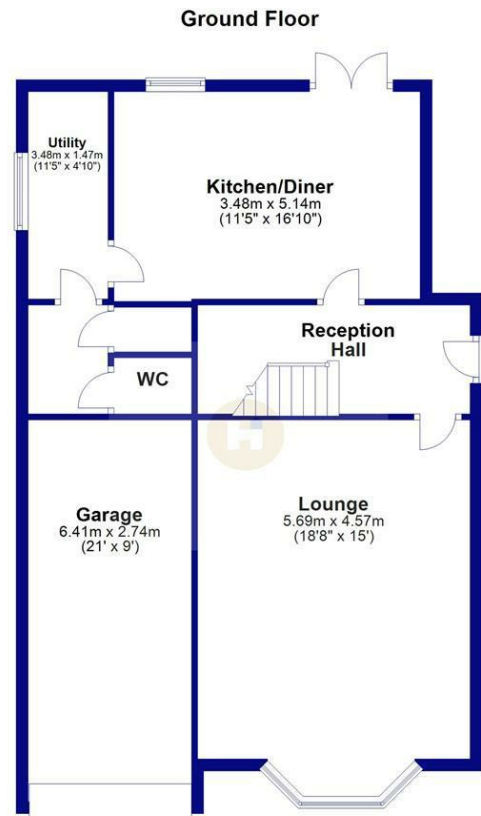 Ground Floor
Utility
3.48m x 1.47m
(11'5" x 4'10")
Kitchen/Diner
3.48m x 5.14m
(11'5" x 16'10")
Reception
Hall
WC
Garage
6.41m x 2.74m
(21' x 9')
Lounge
5.69m x 4.57m
(18'8" x 15')